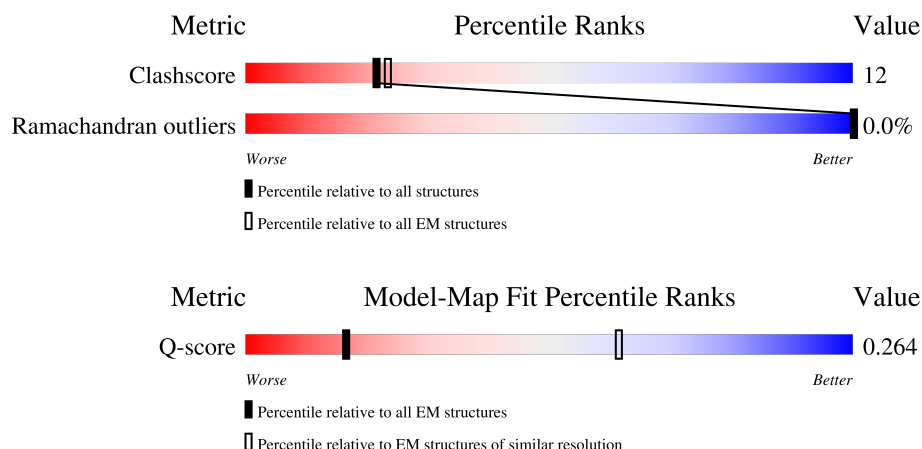 Metric Percentile Ranks Value
Clashscore 12
Ramachandran outliers 0.0%
Worse Better
Percentile relative to all structures
Percentile relative to all EM structures
Metric Model-Map Fit Percentile Ranks Value
Q-score 0.264
Worse Better
Percentile relative to all EM structures
Percentile relative to EM structures of similar resolution